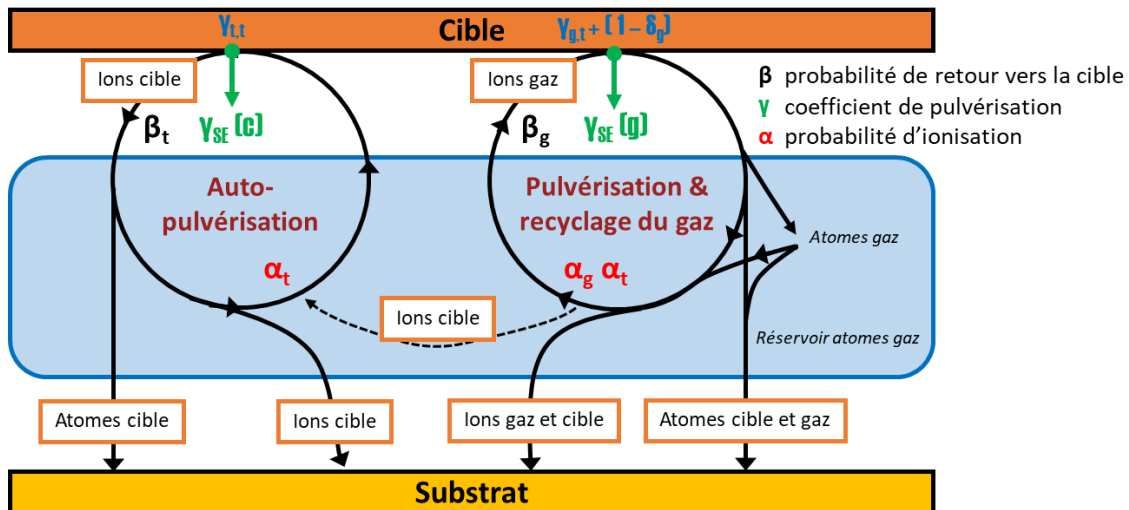 Cible
γt,t
γg,t + (1 – δg)
Ions cible
Ions gaz
βt
γSE (c)
βg
γSE (g)
β probabilité de retour vers la cible
γ coefficient de pulvérisation
α probabilité d'ionisation
Auto-
pulvérisation
Pulvérisation &
recyclage du gaz
Atomes gaz
αt
αg αt
Ions cible
Réservoir atomes gaz
Atomes cible
Ions cible
Ions gaz et cible
Atomes cible et gaz
Substrat